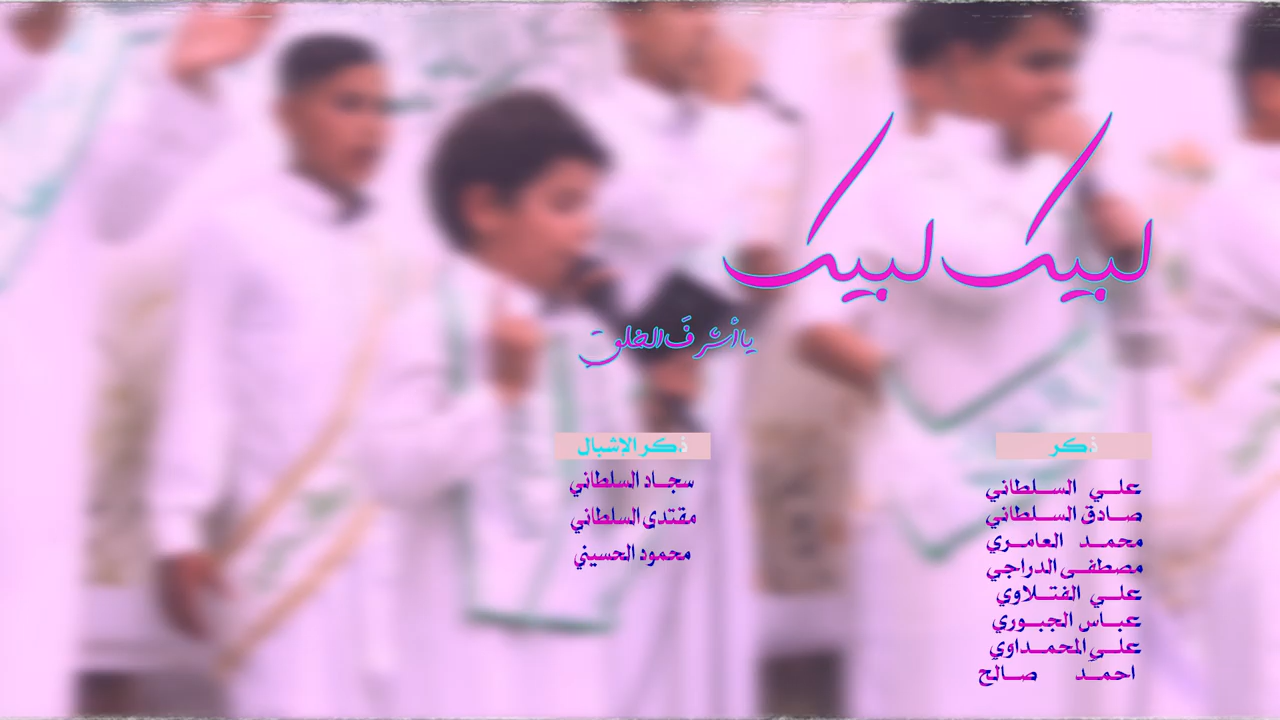 لبيك لبيك
يا أشرفَ الخلق
ذكر
علي السلطاني
صادق السلطاني
محمد العامري
مصطفى الدراجي
علي الفتلاوي
عباس الجبوري
علي المحمداوي
احمد صالح
ذكر الإشبال
سجاد السلطاني
مقتدى السلطاني
محمود الحسيني